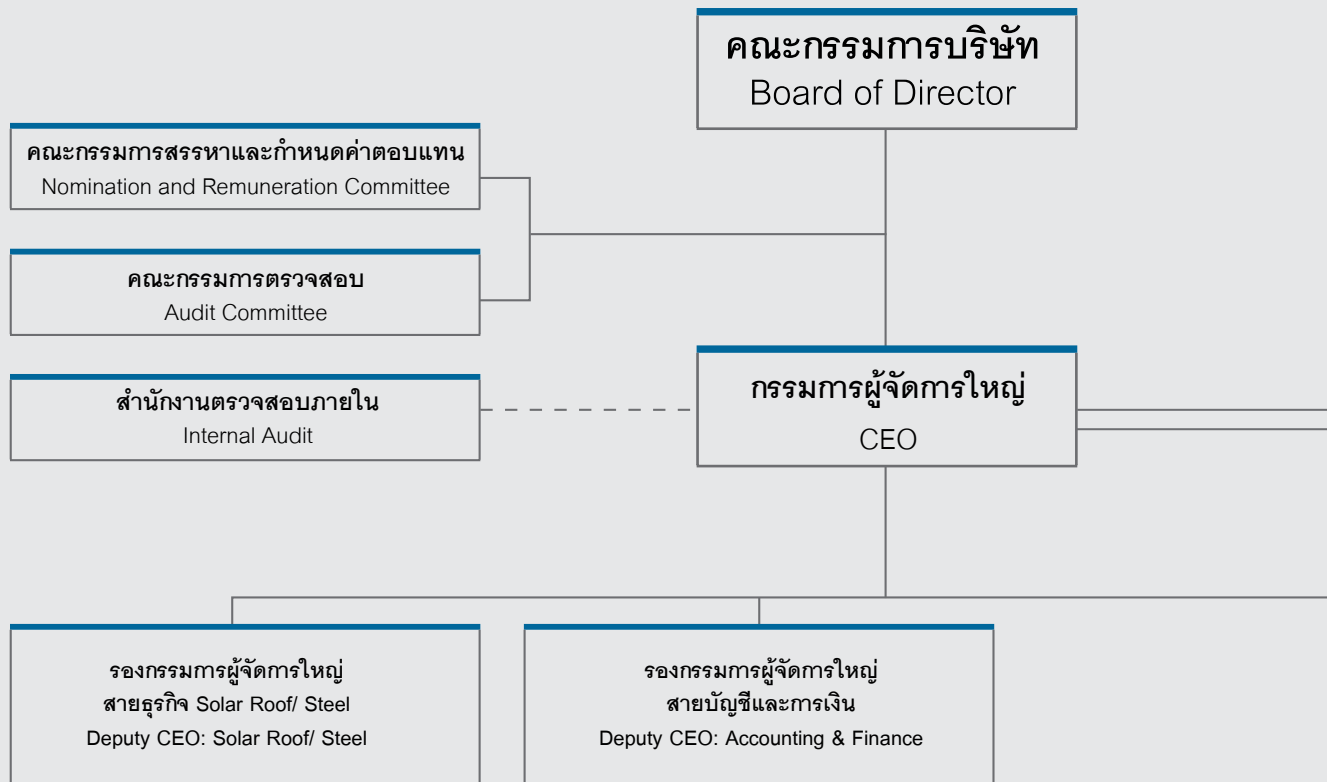 คณะกรรมการบริษัท
Board of Director
คณะกรรมการสรรหาและกำหนดค่าตอบแทน
Nomination and Remuneration Committee
คณะกรรมการตรวจสอบ
Audit Committee
สำนักงานตรวจสอบภายใน
Internal Audit
กรรมการผู้จัดการใหญ่
CEO
รองกรรมการผู้จัดการใหญ่
สายธุรกิจ Solar Roof/ Steel
Deputy CEO: Solar Roof/ Steel
รองกรรมการผู้จัดการใหญ่
สายบัญชีและการเงิน
Deputy CEO: Accounting & Finance